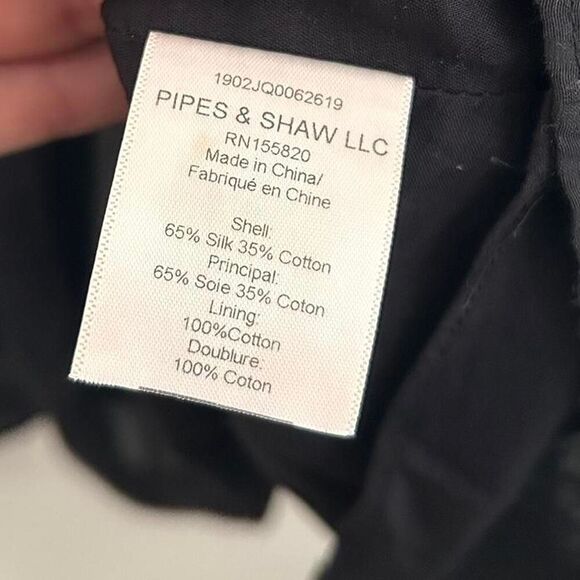 1902JQ0062619
PIPES & SHAW LLC
RN155820
Made in China/
Fabriqué en Chine
Shell:
65% Silk 35% Cotton
Principal:
65% Soie 35% Coton
Lining:
100%Cotton
Doublure:
100% Coton